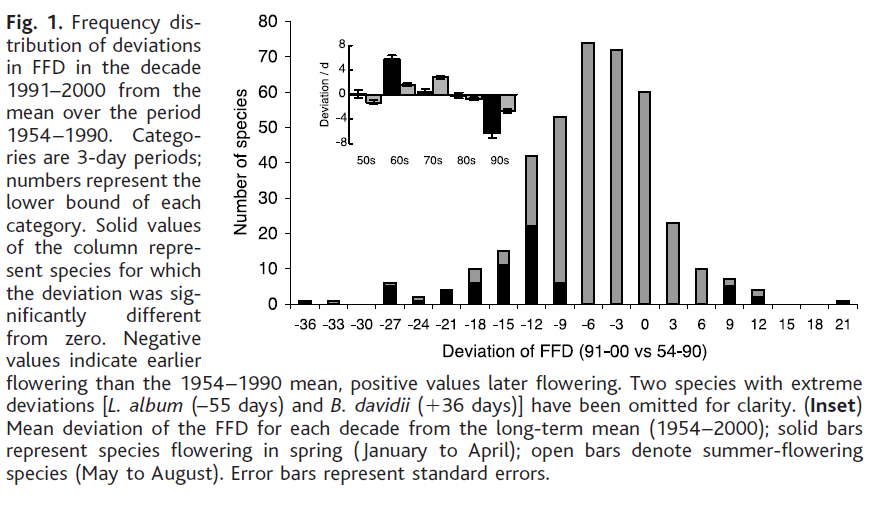 Fig. 1. Frequency dis-
tribution of deviations
in FFD in the decade
1991–2000 from the
mean over the period
1954–1990. Catego-
ries are 3-day periods;
numbers represent the
lower bound of each
category. Solid values
of the column repre-
sent species for which
the deviation was sig-
nificantly different
from zero. Negative
values indicate earlier
flowering than the 1954–1990 mean, positive values later flowering. Two species with extreme
deviations [L. album (–55 days) and B. davidii (+36 days)] have been omitted for clarity. (Inset)
Mean deviation of the FFD for each decade from the long-term mean (1954–2000); solid bars
represent species flowering in spring (January to April); open bars denote summer-flowering
species (May to August). Error bars represent standard errors.
Number of species
80
70
60
50
40
30
20
10
0
Deviation / d
8
4
0
-4
-8
50s 60s 70s 80s 90s
-36 -33 -30 -27 -24 -21 -18 -15 -12 -9 -6 -3 0 3 6 9 12 15 18 21
Deviation of FFD (91-00 vs 54-90)